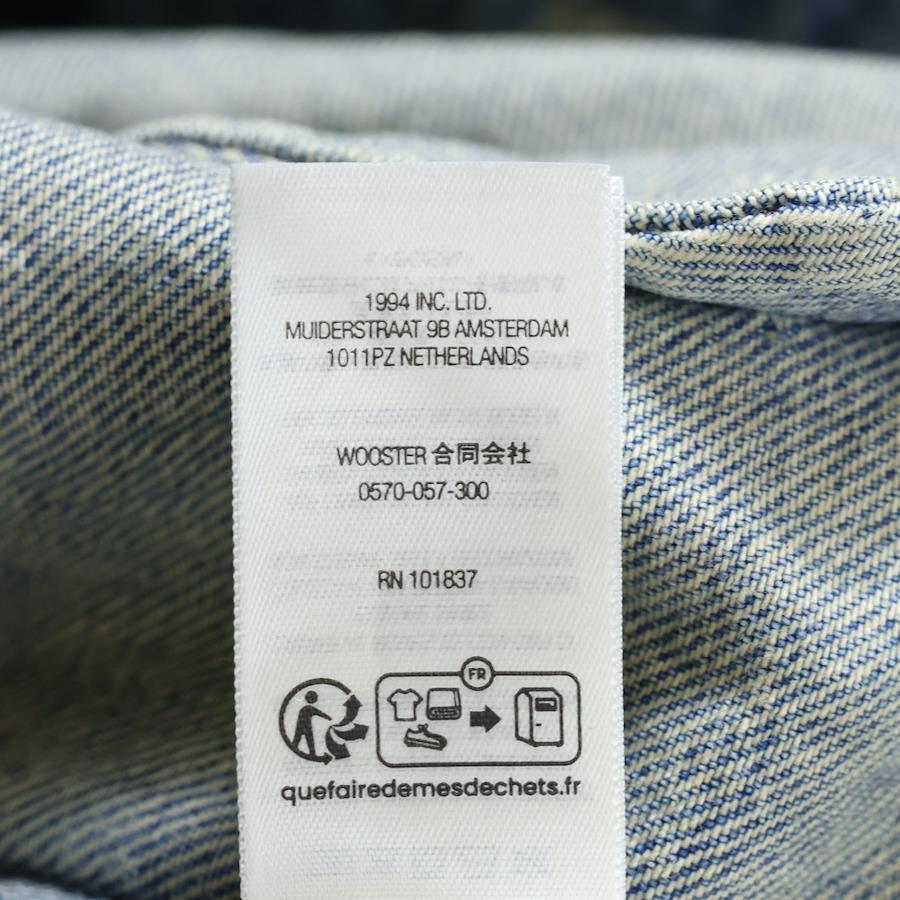 1994 INC. LTD.
MUIDERSTRAAT 9B AMSTERDAM
1011PZ NETHERLANDS
WOOSTER 合同会社
0570-057-300
RN 101837
FR
quefairedemesdechets.fr